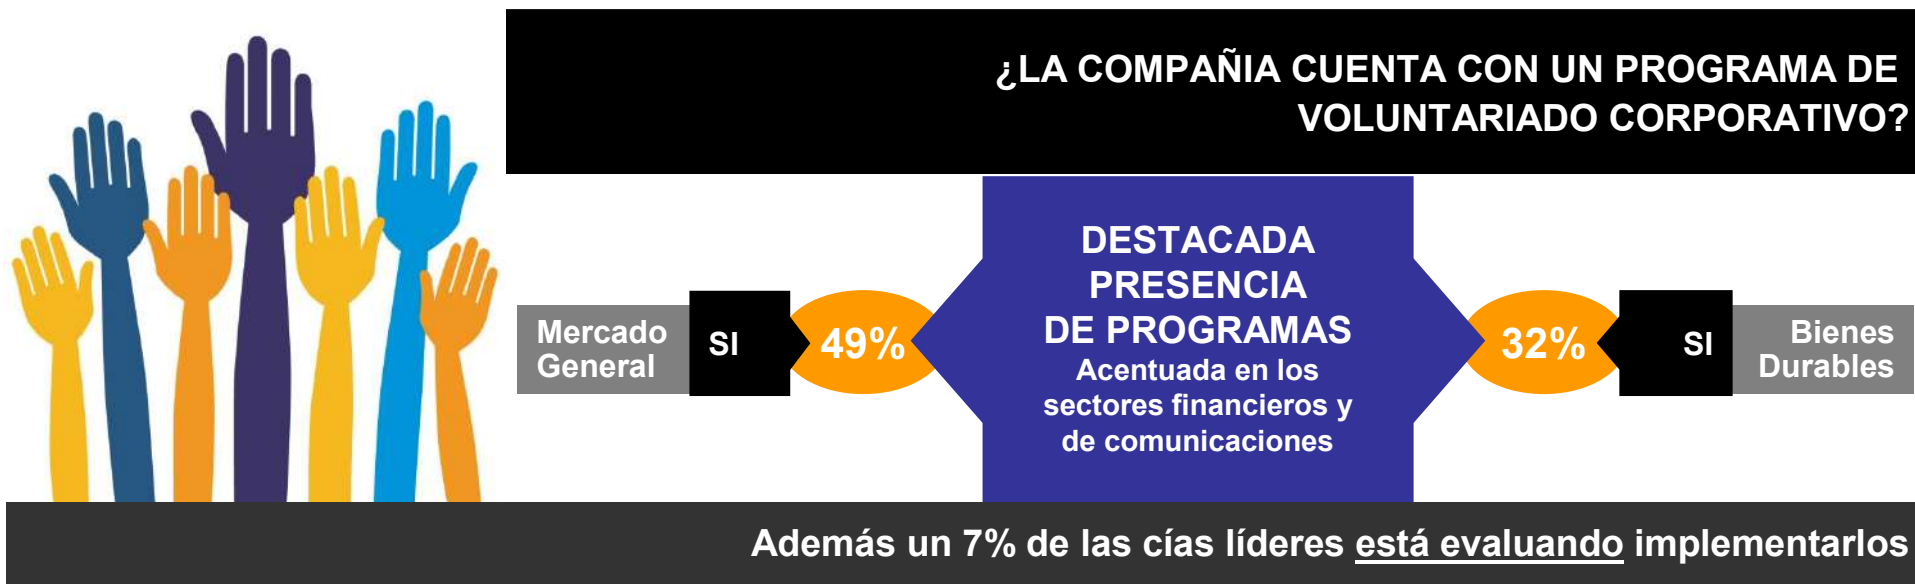 ¿LA COMPAÑIA CUENTA CON UN PROGRAMA DE
VOLUNTARIADO CORPORATIVO?
Mercado
General
SI
49%
DESTACADA
PRESENCIA
DE PROGRAMAS
Acentuada en los
sectores financieros y
de comunicaciones
32%
SI
Bienes
Durables
Además un 7% de las cías líderes está evaluando implementarlos